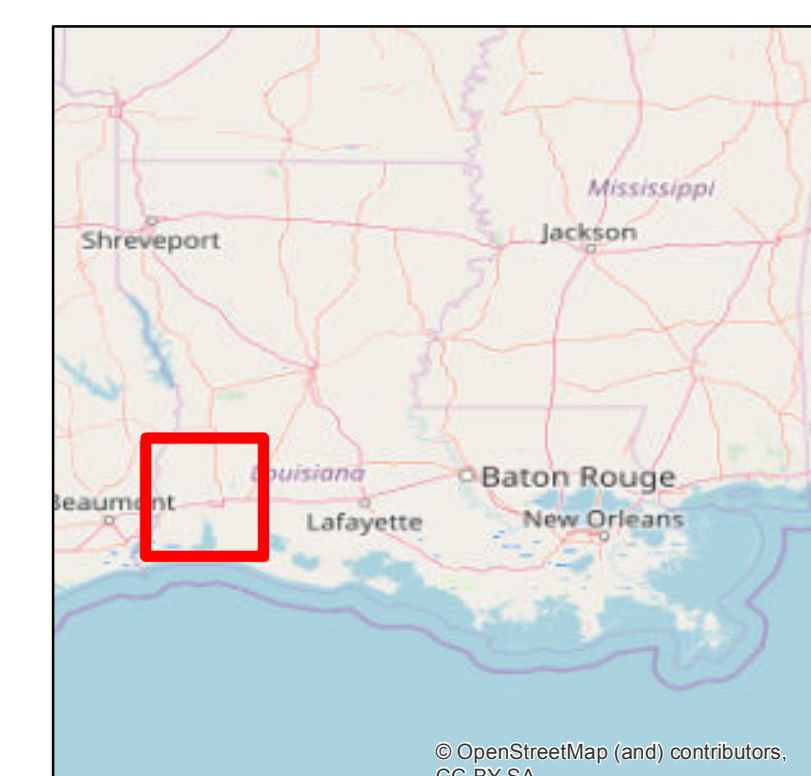 Mississippi
Shreveport
Jackson
Louisiana
Baton Rouge
Beaumont
Lafayette
New Orleans
© OpenStreetMap (and) contributors,
CC-BY-SA